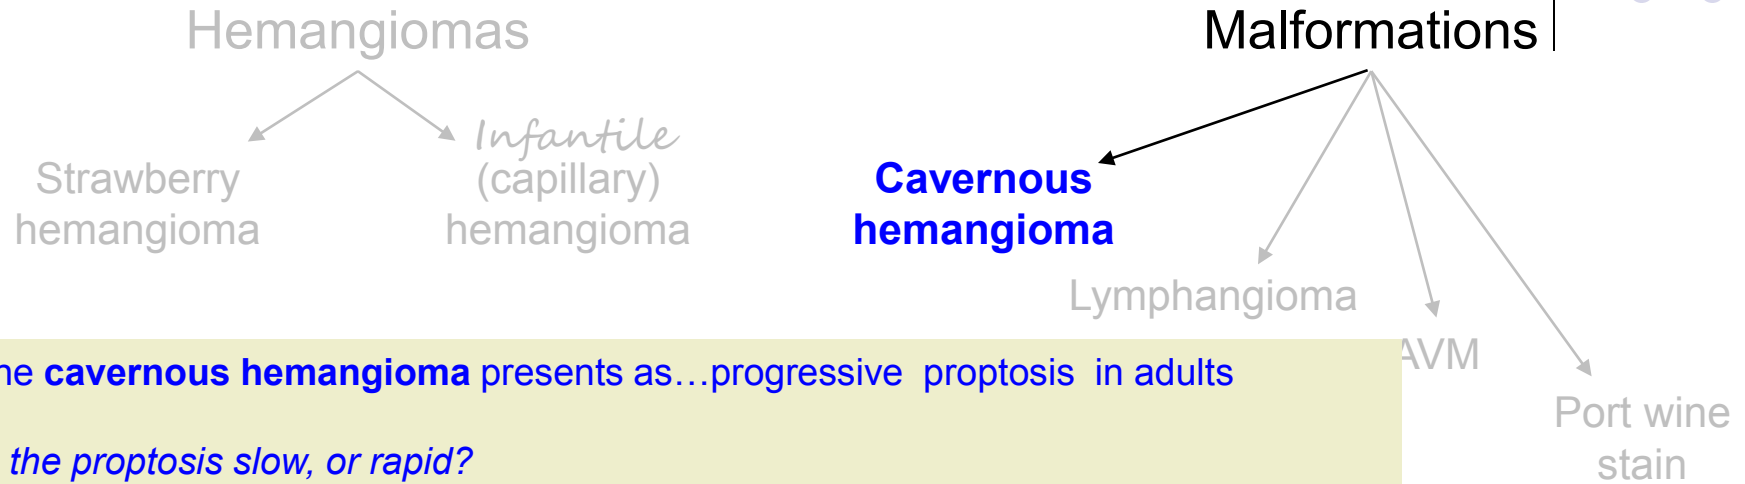 Hemangiomas
Malformations
Strawberry
hemangioma
Infantile
(capillary)
hemangioma
Cavernous
hemangioma
Lymphangioma
AVM
Port wine
stain
cavernous hemangioma presents as…progressive proptosis in adults
the proptosis slow, or rapid?